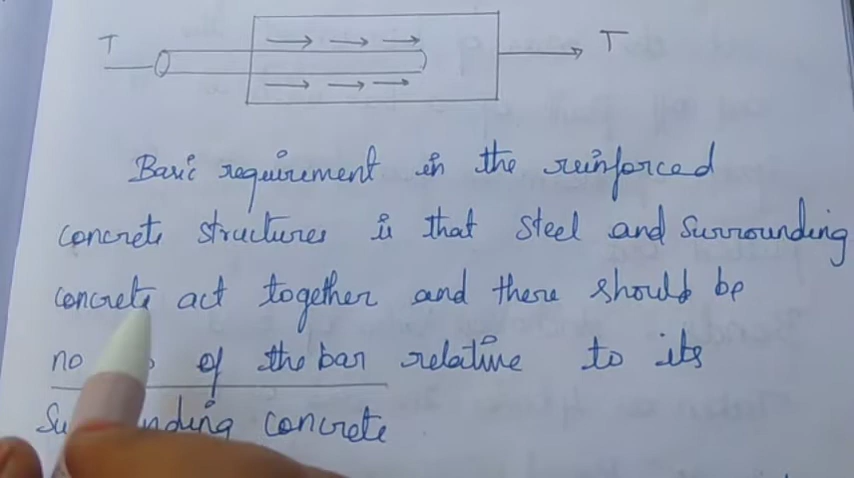 T T
Basic requirement in the reinforced
concrete structures is that steel and surrounding
concrete act together and there should be
no of the bar relative to its
concrete